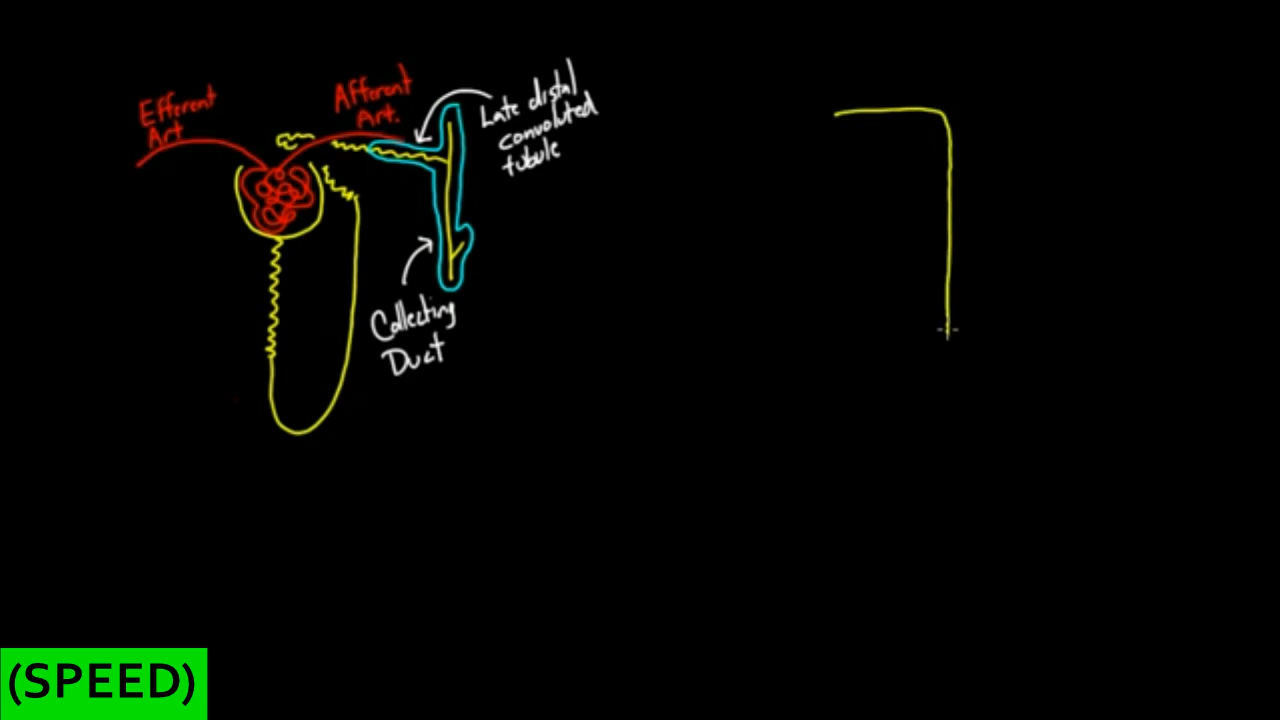 Efferent
Art
Afferent
Art.
Late distal
convoluted
tubule
Collecting
Duct
(SPEED)